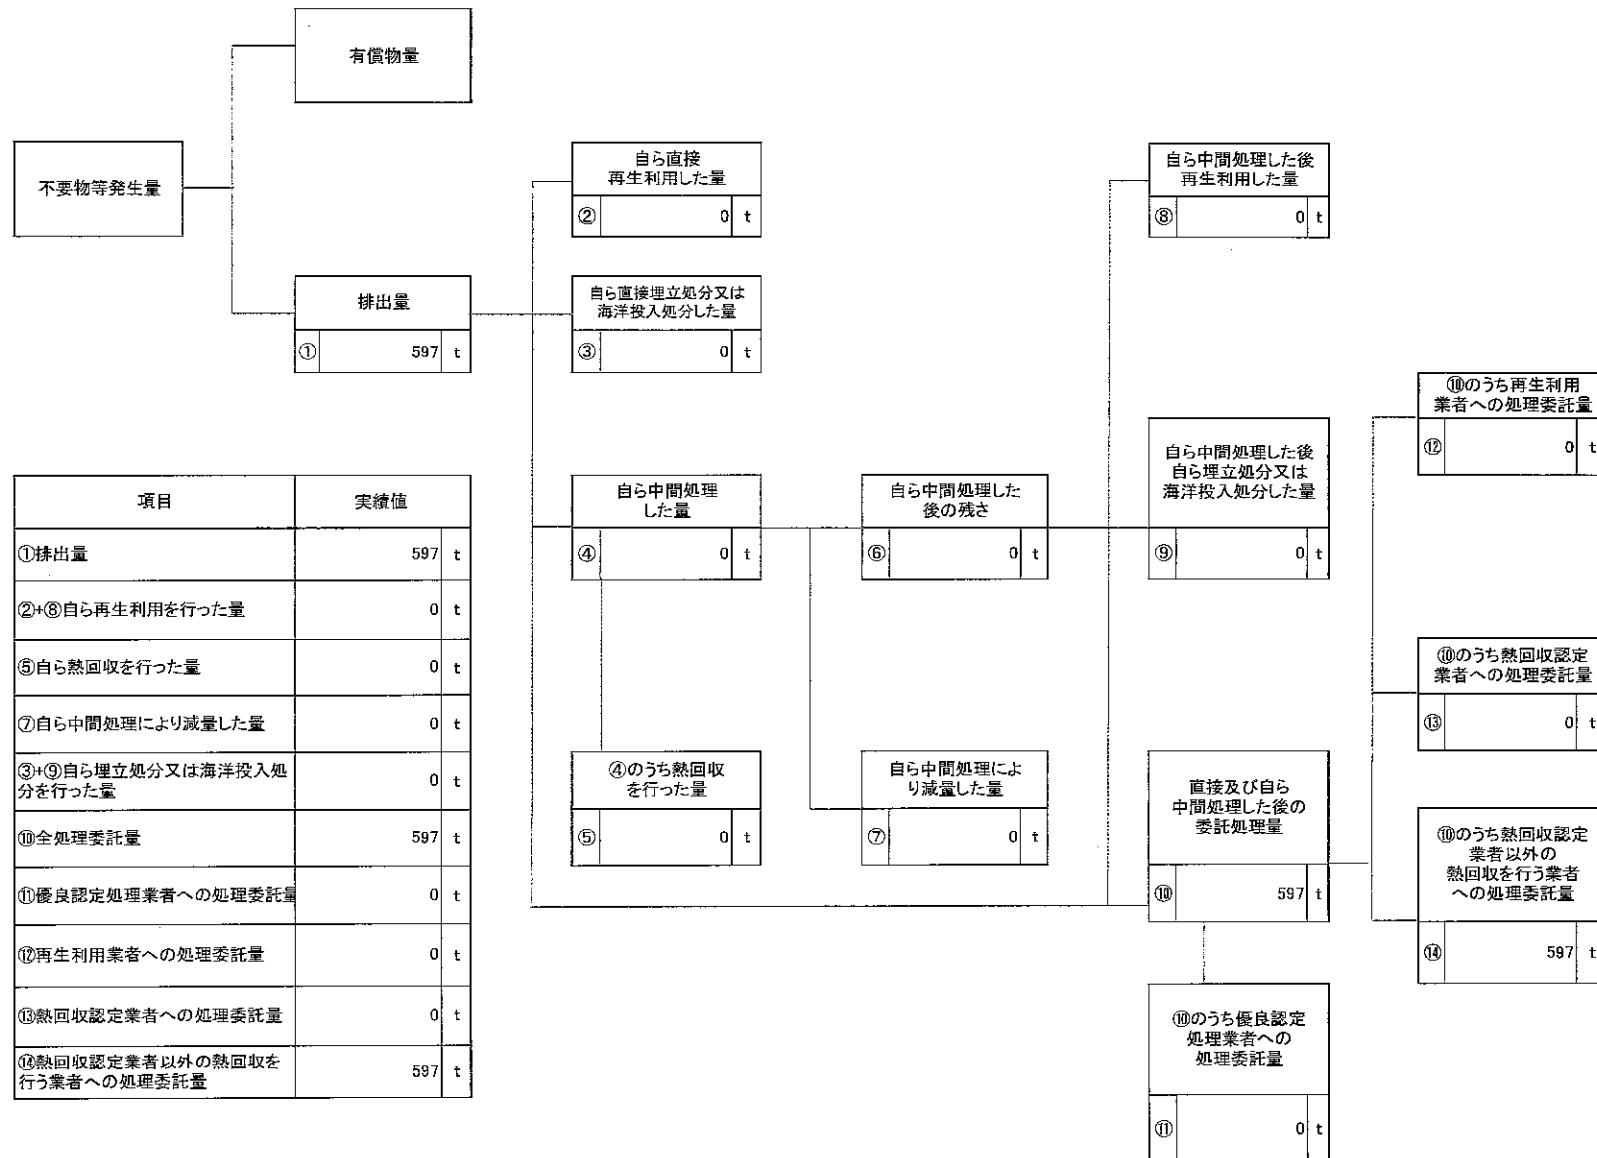 有償物量
不要物等発生量
排出量
① 597 t
自ら直接
再生利用した量
② 0 t
自ら直接埋立処分又は
海洋投入処分した量
③ 0 t
自ら中間処理
した量
④ 0 t
④のうち熱回収
を行った量
⑤ 0 t
自ら中間処理した
後の残さ
⑥ 0 t
自ら中間処理によ
り減量した量
⑦ 0 t
自ら中間処理した後
再生利用した量
⑧ 0 t
自ら中間処理した後
自ら埋立処分又は
海洋投入処分した量
⑨ 0 t
直接及び自ら
中間処理した後の
委託処理量
⑩ 597 t
⑩のうち優良認定
処理業者への
処理委託量
⑪ 0 t
⑩のうち再生利用
業者への処理委託量
⑫ 0 t
⑩のうち熱回収認定
業者への処理委託量
⑬ 0 t
⑩のうち熱回収認定
業者以外の
熱回収を行う業者
への処理委託量
⑭ 597 t
項目 実績値
①排出量 597 t
②+⑧自ら再生利用を行った量 0 t
⑤自ら熱回収を行った量 0 t
⑦自ら中間処理により減量した量 0 t
③+⑨自ら埋立処分又は海洋投入処
分を行った量 0 t
⑩全処理委託量 597 t
⑪優良認定処理業者への処理委託量 0 t
⑫再生利用業者への処理委託量 0 t
⑬熱回収認定業者への処理委託量 0 t
⑭熱回収認定業者以外の熱回収を
行う業者への処理委託量 597 t